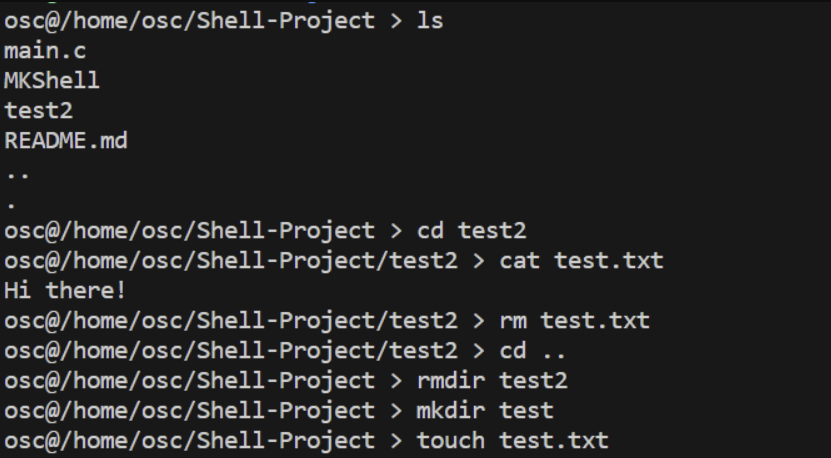 osc@/home/osc/Shell-Project > ls
main.c
MKShell
test2
README.md
..
.
osc@/home/osc/Shell-Project > cd test2
osc@/home/osc/Shell-Project/test2 > cat test.txt
Hi there!
osc@/home/osc/Shell-Project/test2 > rm test.txt
osc@/home/osc/Shell-Project/test2 > cd ..
osc@/home/osc/Shell-Project > rmdir test2
osc@/home/osc/Shell-Project > mkdir test
osc@/home/osc/Shell-Project > touch test.txt